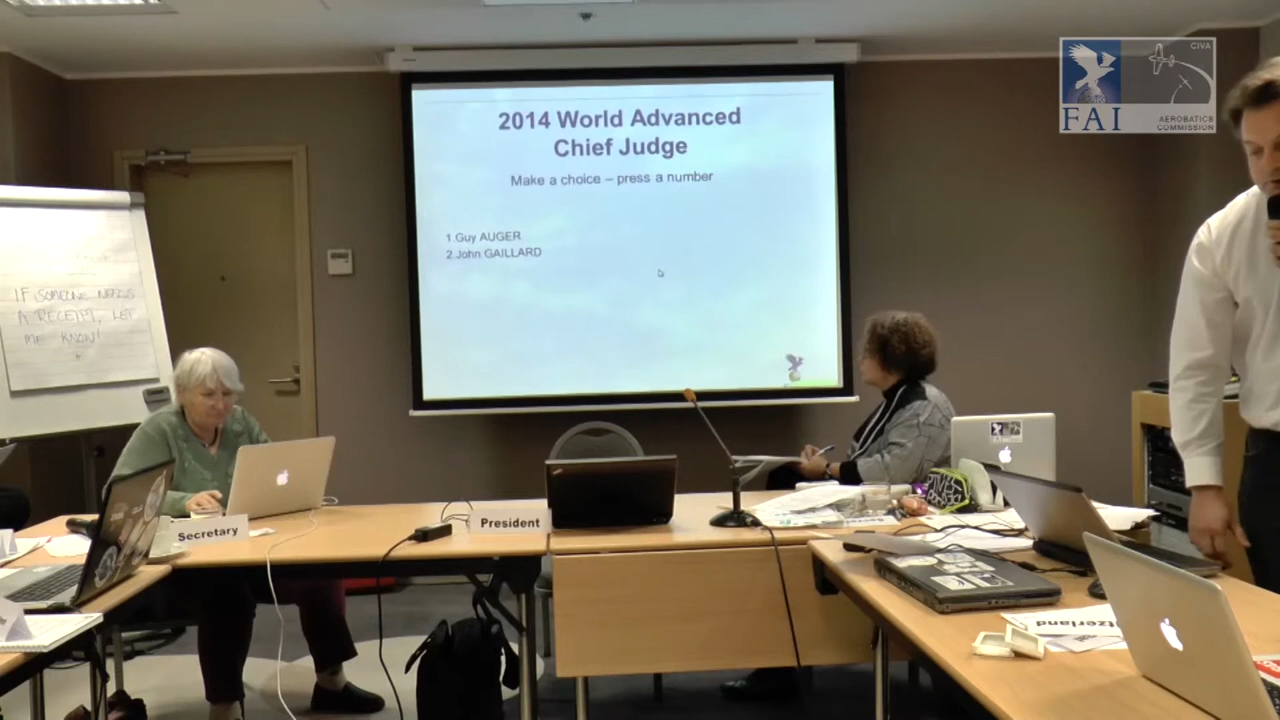 CIVA
FAI
AEROBATICS
COMMISSION
2014 World Advanced
Chief Judge
Make a choice – press a number
1.Guy AUGER
2.John GAILLARD
IF SOMEONE NEEDS
A RECEIPT, LET
ME KNOW!
Secretary
President
itzerland